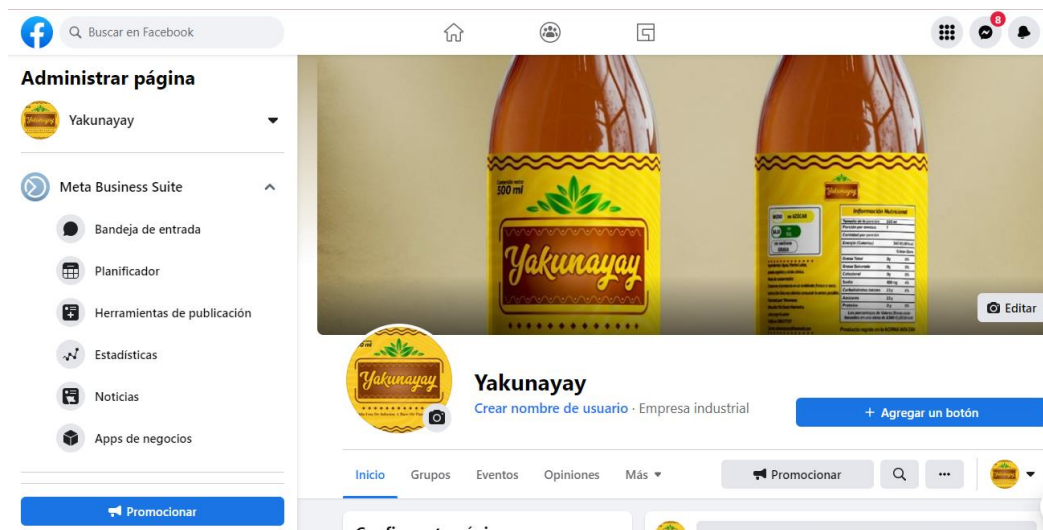 Buscar en Facebook
8
Administrar página
Yakunayay
Meta Business Suite
Bandeja de entrada
Planificador
Herramientas de publicación
Estadísticas
Noticias
Apps de negocios
Promocionar
500 ml
Yakunayay
Yakunayay
Información Nutricional
Editar
Yakunayay
Yakunayay
Crear nombre de usuario · Empresa industrial
+ Agregar un botón
Inicio
Grupos
Eventos
Opiniones
Más
Promocionar